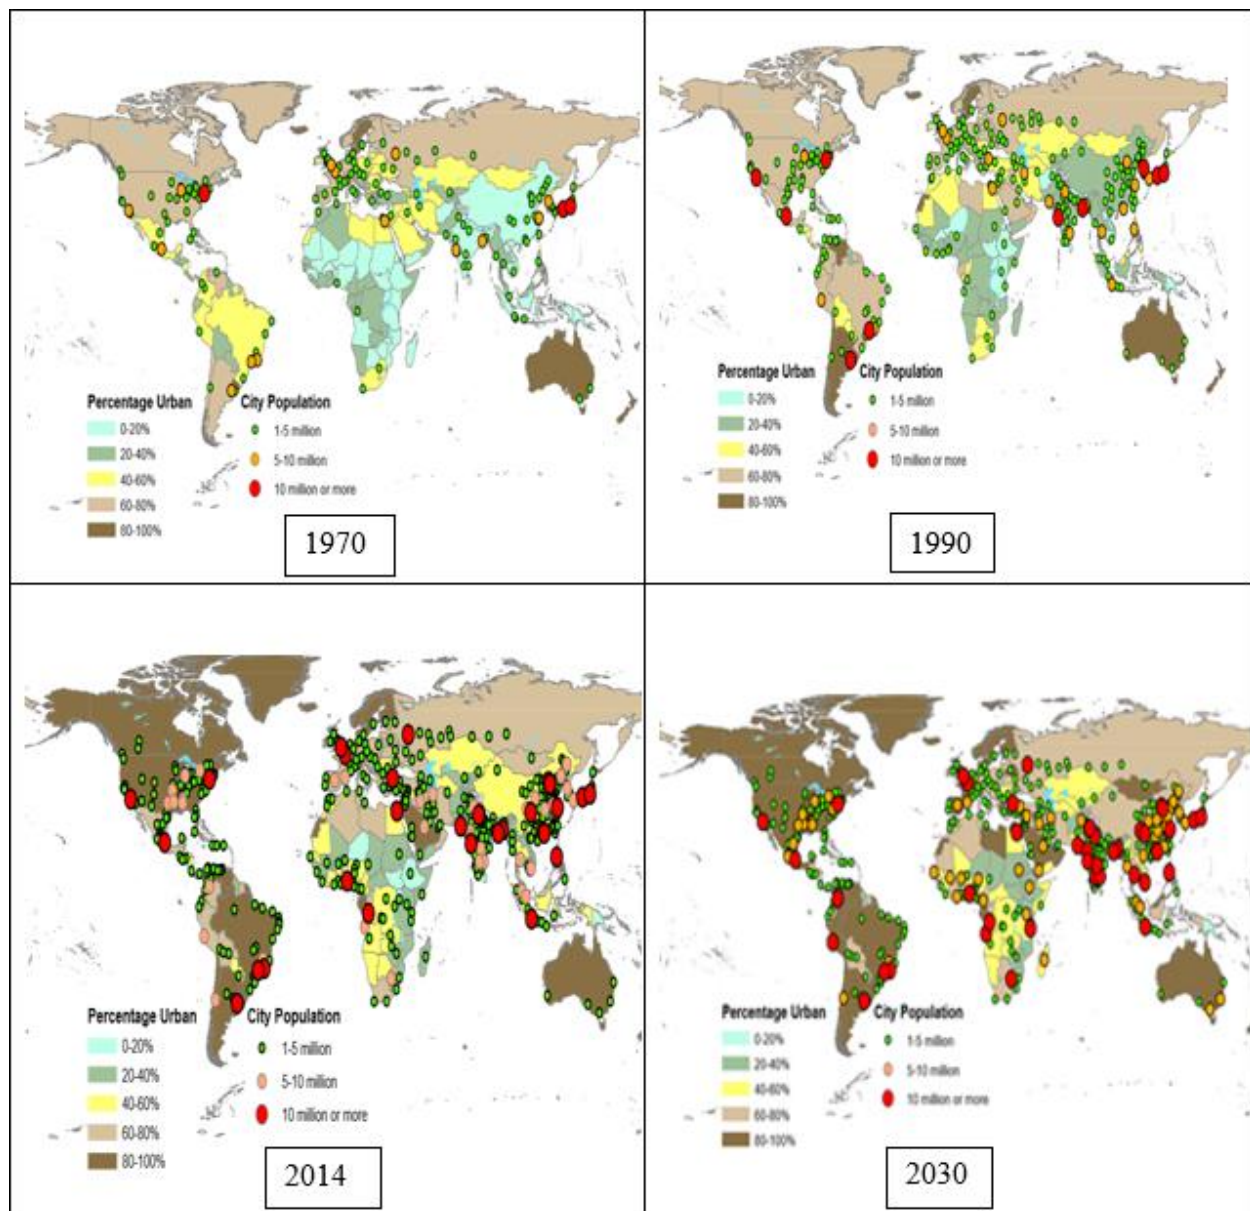 Percentage Urban
0-20%
20-40%
40-60%
60-80%
80-100%
City Population
1-5 million
5-10 million
10 million or more
1970
Percentage Urban
0-20%
20-40%
40-60%
60-80%
80-100%
City Population
1-5 million
5-10 million
10 million or more
1990
Percentage Urban
0-20%
20-40%
40-60%
60-80%
80-100%
City Population
1-5 million
5-10 million
10 million or more
2014
Percentage Urban
0-20%
20-40%
40-60%
60-80%
80-100%
City Population
1-5 million
5-10 million
10 million or more
2030